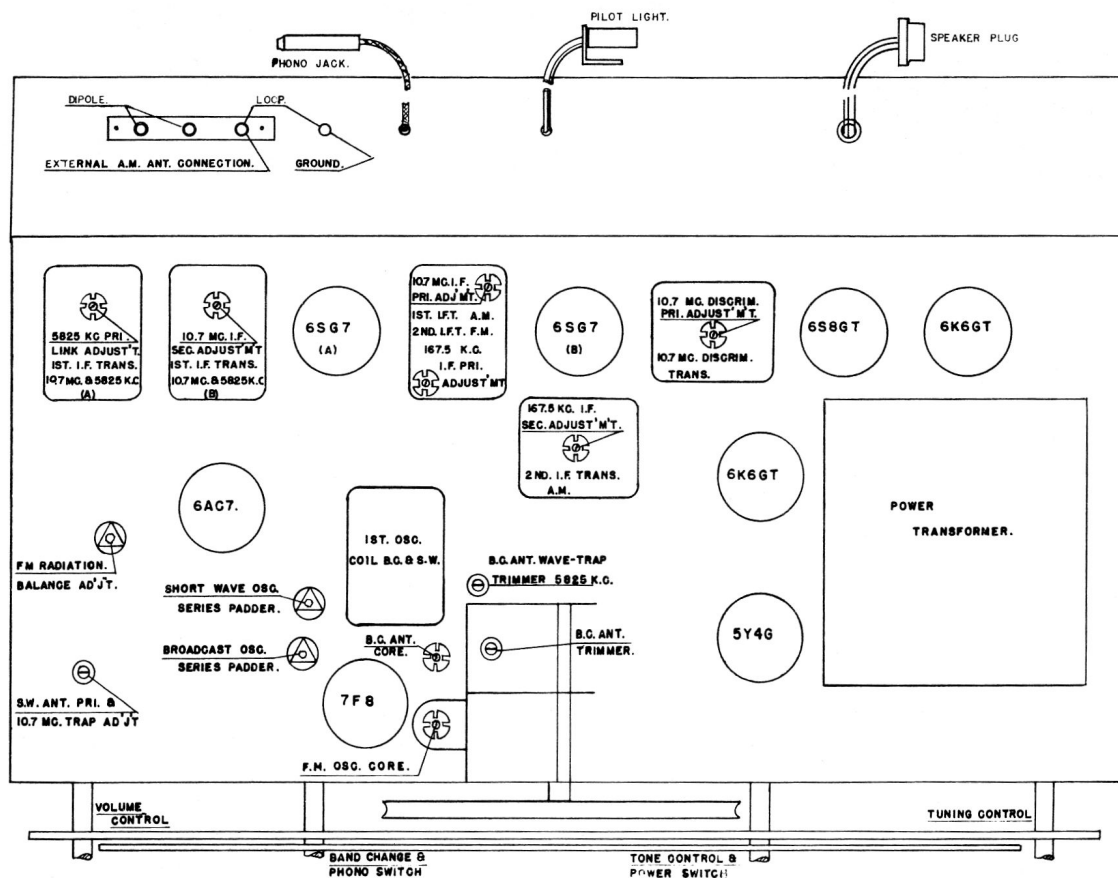 PILOT LIGHT.
PHONO JACK.
SPEAKER PLUG
DIPOLE.
LOOP.
EXTERNAL A.M. ANT. CONNECTION.
GROUND.
5825 KC PRI.
LINK ADJUST'T.
1ST. I.F. TRANS.
10.7 MC. & 5825 K.C
(A)
10.7 MC. I.F.
SEC. ADJUST'MT
1ST. I.F. TRANS.
10.7 MC. & 5825 K.C
(B)
6SG7
(A)
10.7 MC. I.F.
PRI. ADJ'MT.
1ST. I.F.T. A.M.
2ND. I.F.T. F.M.
167.5 K.C.
I.F. PRI.
ADJUST'MT
6SG7
(B)
10.7 MC. DISCRIM.
PRI. ADJUST'M'T.
10.7 MC. DISCRIM.
TRANS.
6S8GT
6K6GT
167.5 KC. I.F.
SEC. ADJUST'M'T.
2ND. I.F. TRANS.
A.M.
6K6GT
POWER
TRANSFORMER.
6AC7.
1ST. OSC.
COIL B.C. & S.W.
FM RADIATION.
BALANCE AD'J'T.
SHORT WAVE OSC.
SERIES PADDER.
B.C. ANT. WAVE-TRAP
TRIMMER 5825 K.C.
BROADCAST OSC.
SERIES PADDER.
B.C. ANT.
CORE.
B.C. ANT.
TRIMMER.
5Y4G
S.W. ANT. PRI. &
10.7 MC. TRAP AD'J'T
7F8
F.M. OSC. CORE.
VOLUME
CONTROL
TUNING CONTROL
BAND CHANGE &
PHONO SWITCH
TONE CONTROL &
POWER SWITCH